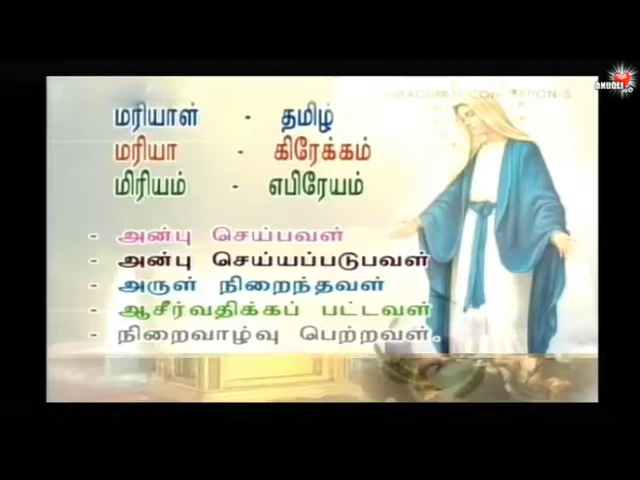 ANBOLI
மரியாள் - தமிழ்
மரியா - கிரேக்கம்
மிரியம் - எபிரேயம்
- அன்பு செய்பவள்
- அன்பு செய்யப்படுபவள்
- அருள் நிறைந்தவள்
- ஆசீர்வதிக்கப் பட்டவள்
- நிறைவாழ்வு பெற்றவள்.